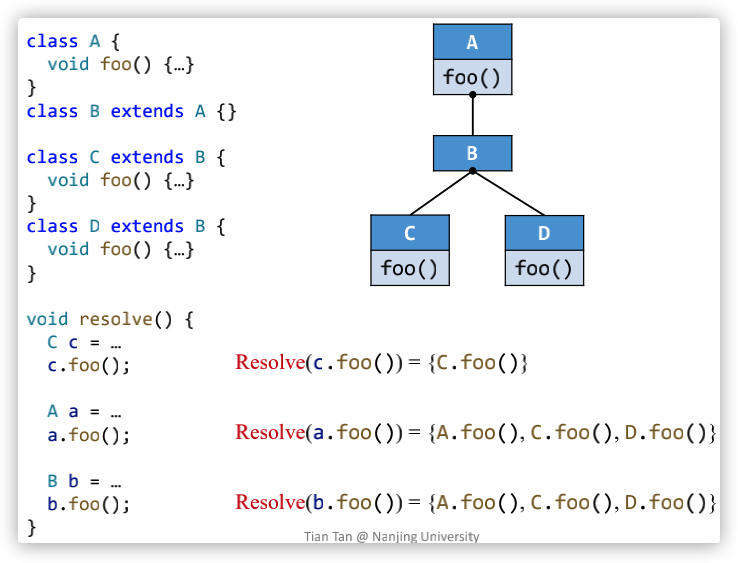 class A {
  void foo() {…}
}
class B extends A {}
class C extends B {
  void foo() {…}
}
class D extends B {
  void foo() {…}
}
void resolve() {
  C c = …
  c.foo();
  A a = …
  a.foo();
  B b = …
  b.foo();
}
A
foo()
B
C
foo()
D
foo()
Resolve(c.foo()) = {C.foo()}
Resolve(a.foo()) = {A.foo(), C.foo(), D.foo()}
Resolve(b.foo()) = {A.foo(), C.foo(), D.foo()}
Tian Tan @ Nanjing University